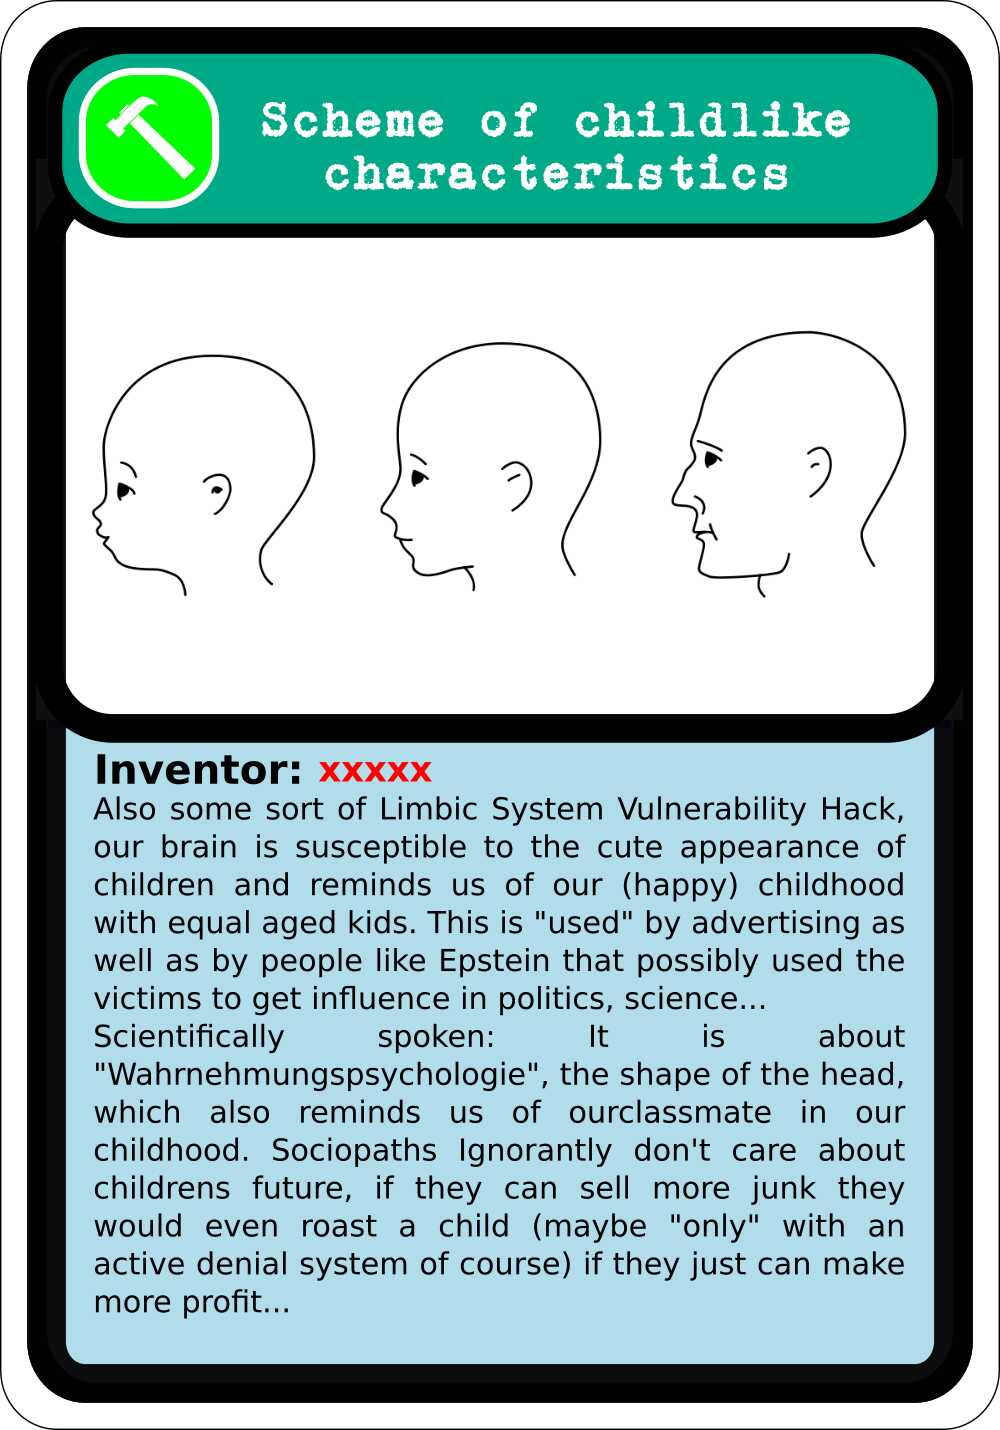 Scheme of childlike
characteristics
Inventor: xxxxx
Also some sort of Limbic System Vulnerability Hack,
our brain is susceptible to the cute appearance of
children and reminds us of our (happy) childhood
with equal aged kids. This is "used" by advertising as
well as by people like Epstein that possibly used the
victims to get influence in politics, science...
Scientifically spoken: It is about
"Wahrnehmungspsychologie", the shape of the head,
which also reminds us of ourclassmate in our
childhood. Sociopaths Ignorantly don't care about
childrens future, if they can sell more junk they
would even roast a child (maybe "only" with an
active denial system of course) if they just can make
more profit...